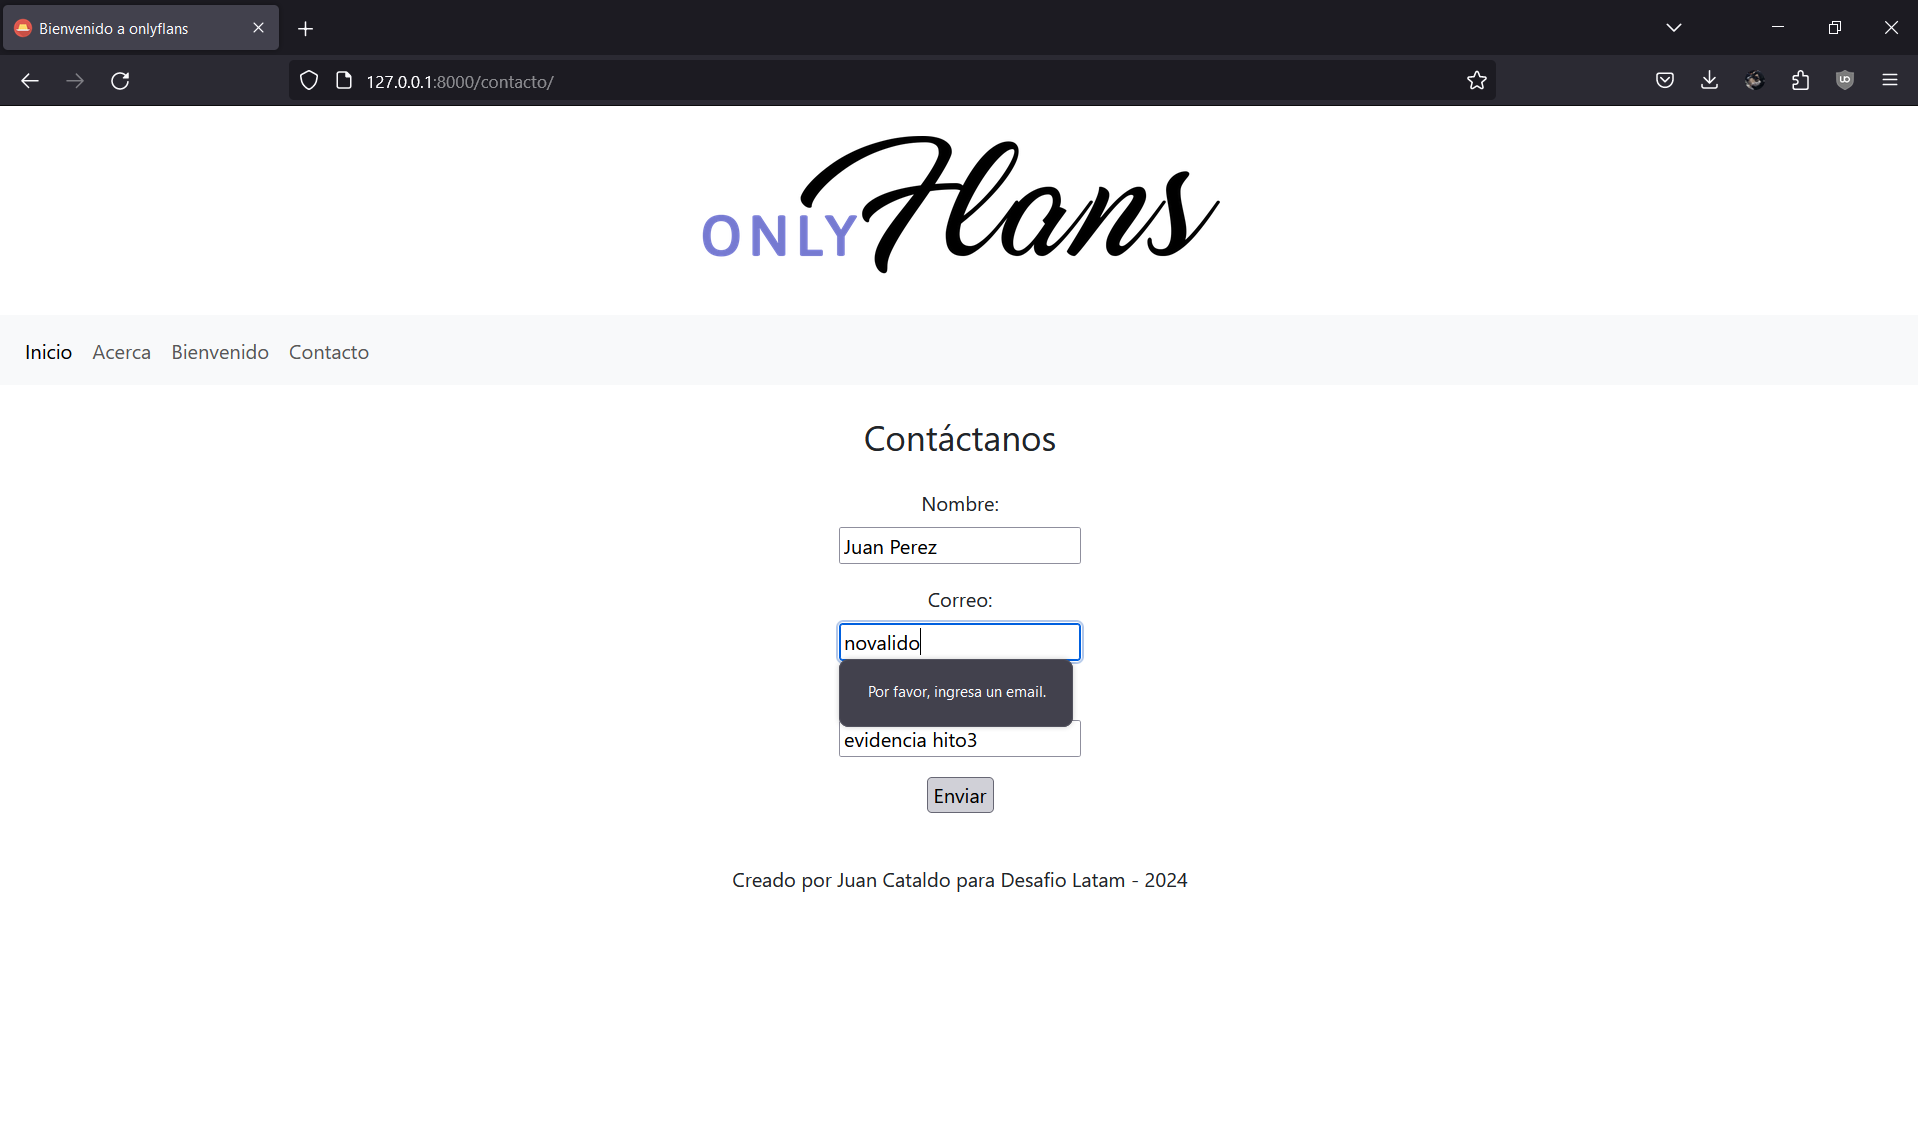 Bienvenido a onlyflans
127.0.0.1:8000/contacto/
ONLY Flans
Inicio Acerca Bienvenido Contacto
Contáctanos
Nombre:
Juan Perez
Correo:
novalido
Por favor, ingresa un email.
evidencia hito3
Enviar
Creado por Juan Cataldo para Desafio Latam - 2024